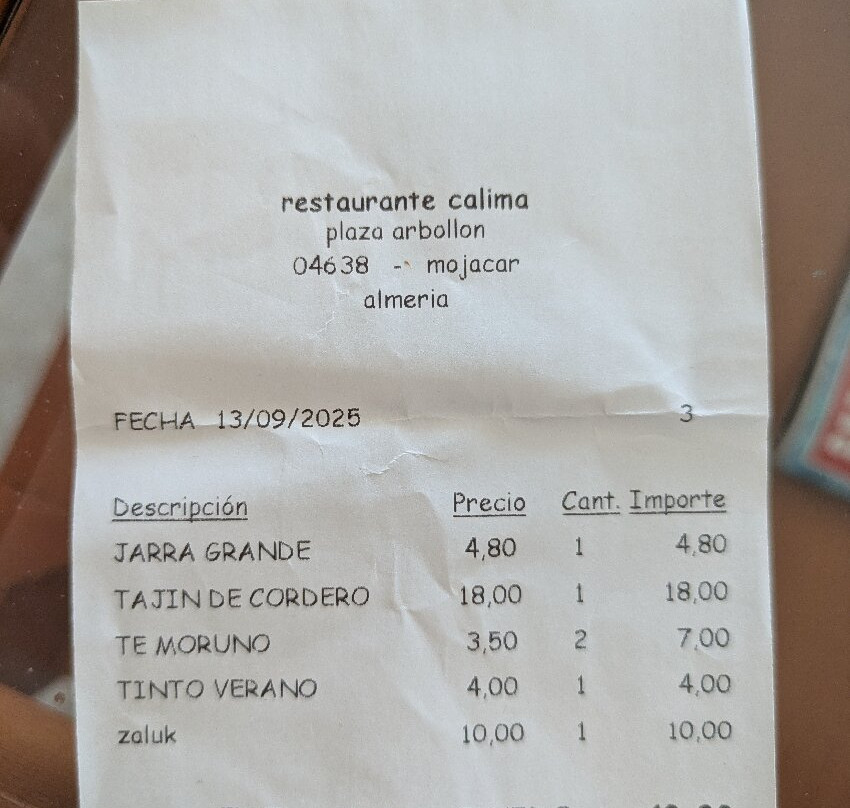 restaurante calima
plaza arbollon
04638 - mojacar
almeria
FECHA 13/09/2025 3
Descripción Precio Cant. Importe
JARRA GRANDE 4,80 1 4,80
TAJIN DE CORDERO 18,00 1 18,00
TE MORUNO 3,50 2 7,00
TINTO VERANO 4,00 1 4,00
zaluk 10,00 1 10,00